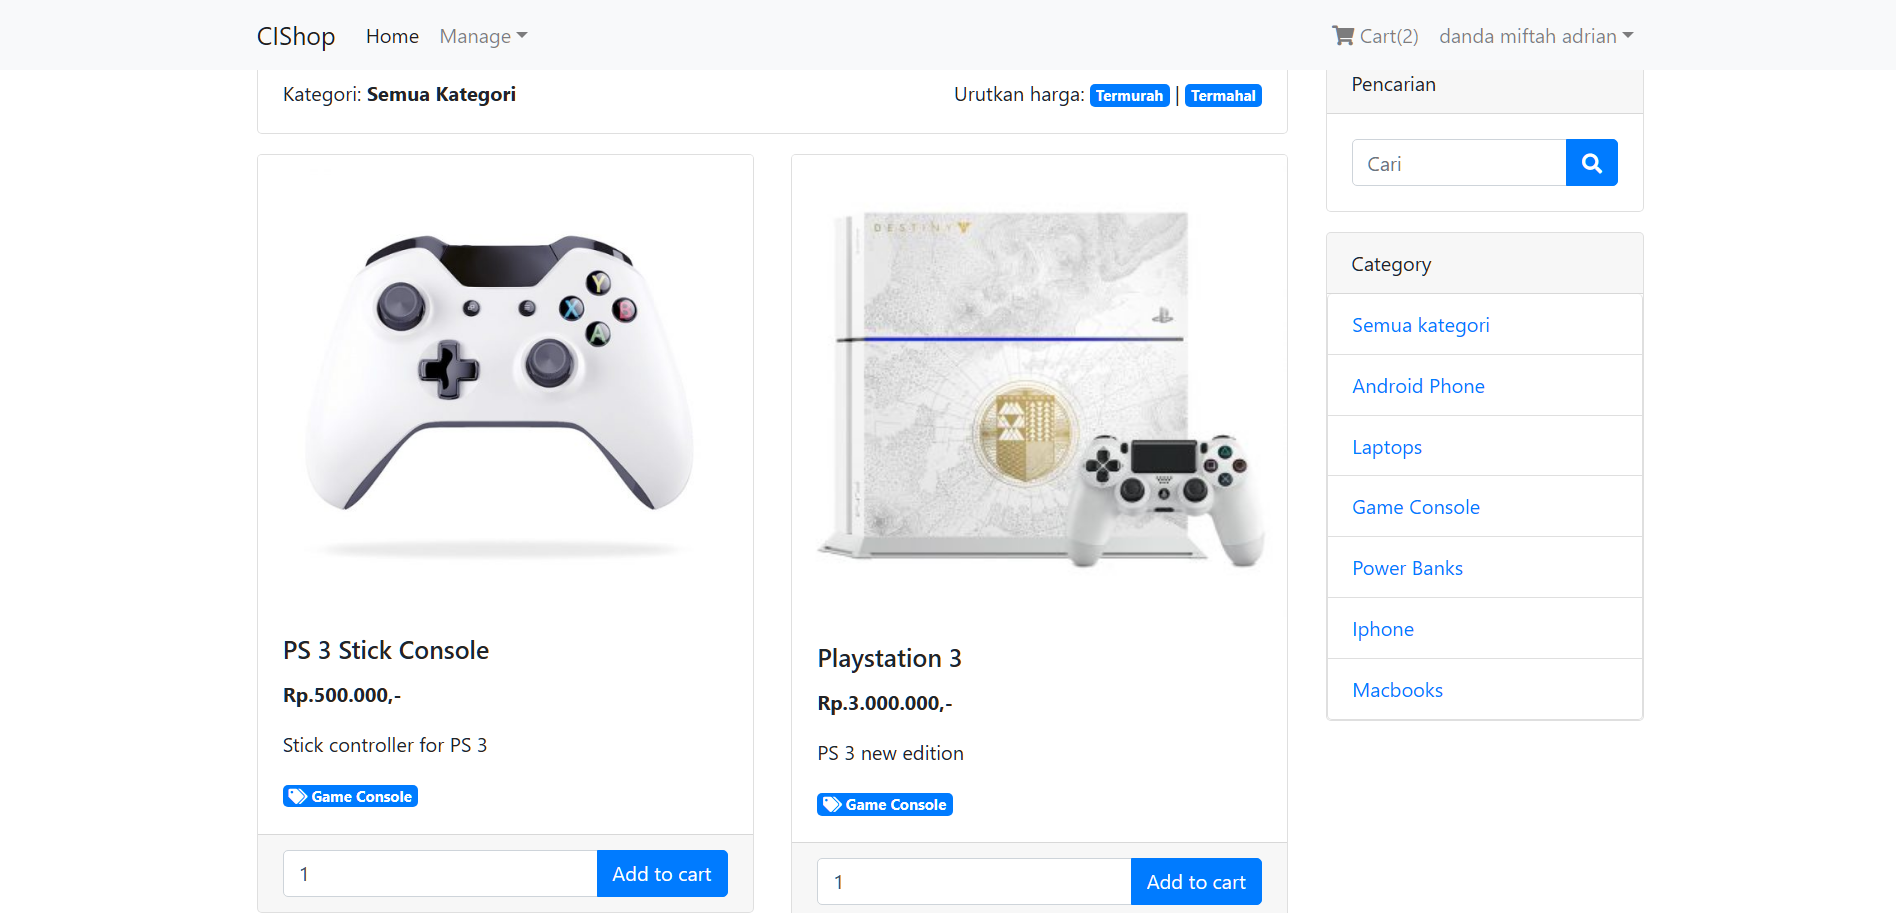 CIShop Home Manage Cart(2) danda miftah adrian
Kategori: Semua Kategori
Urutkan harga: Termurah | Termahal
DESTINY
Y
X B
A
PS 3 Stick Console
Rp.500.000,-
Stick controller for PS 3
Game Console
1 Add to cart
Playstation 3
Rp.3.000.000,-
PS 3 new edition
Game Console
1 Add to cart
Pencarian
Cari
Category
Semua kategori
Android Phone
Laptops
Game Console
Power Banks
Iphone
Macbooks